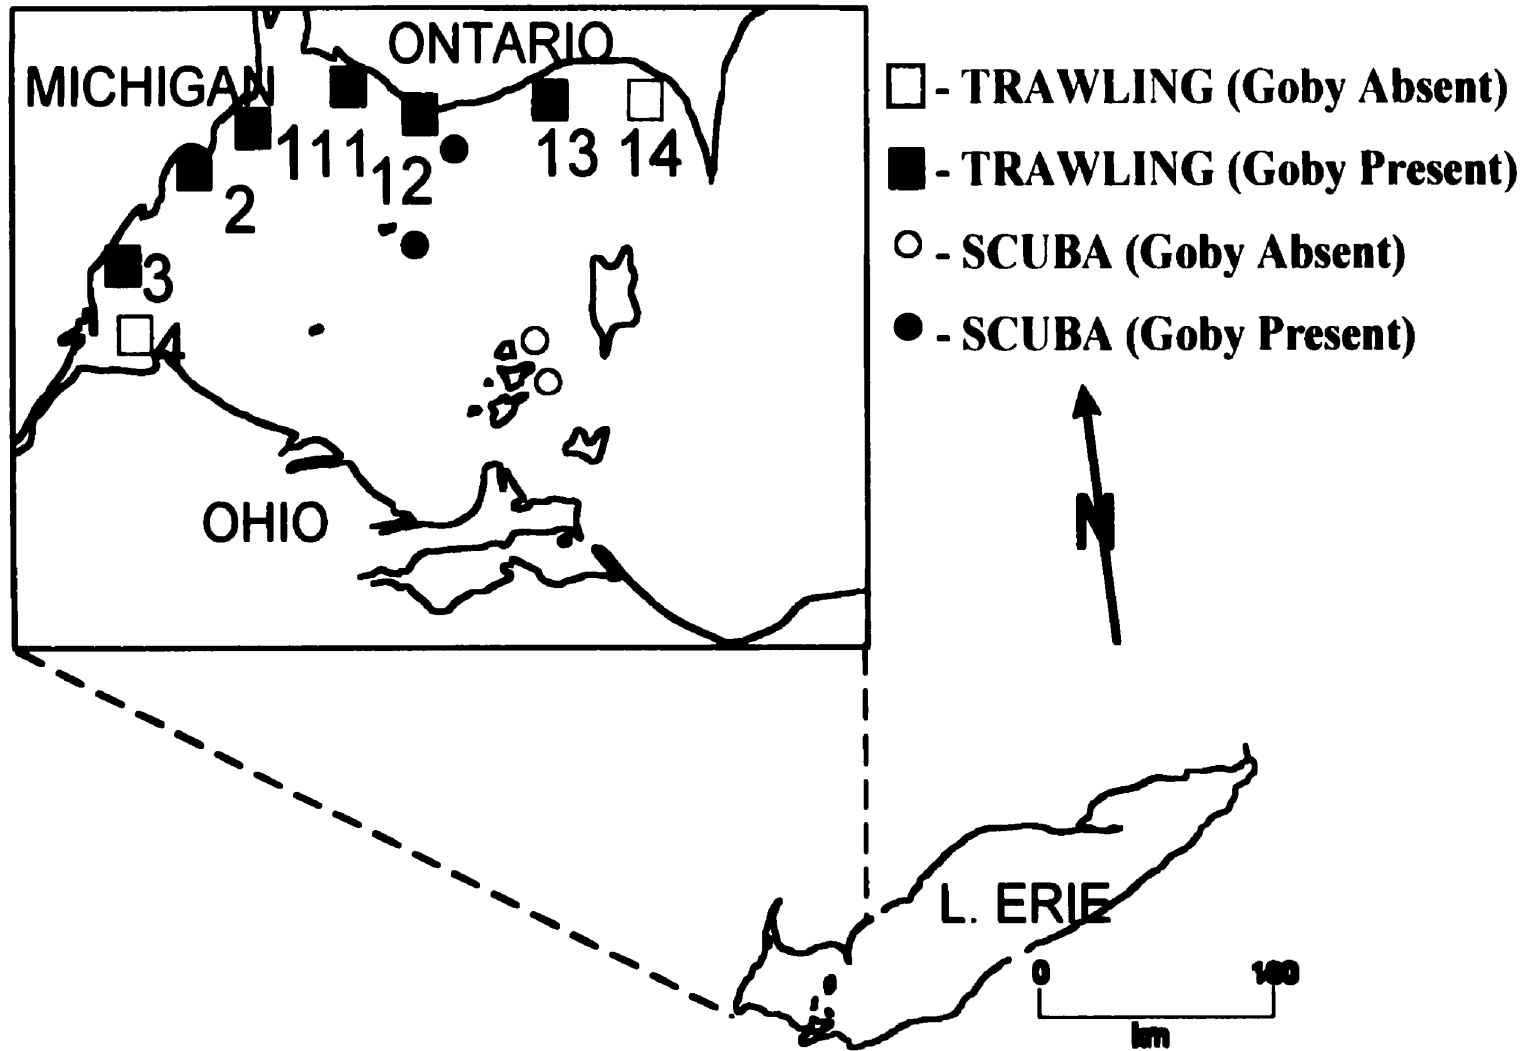 ONTARIO
MICHIGAN
1
11
12
13
14
2
3
4
OHIO
- TRAWLING (Goby Absent)
- TRAWLING (Goby Present)
- SCUBA (Goby Absent)
- SCUBA (Goby Present)
N
L. ERIE
0
km